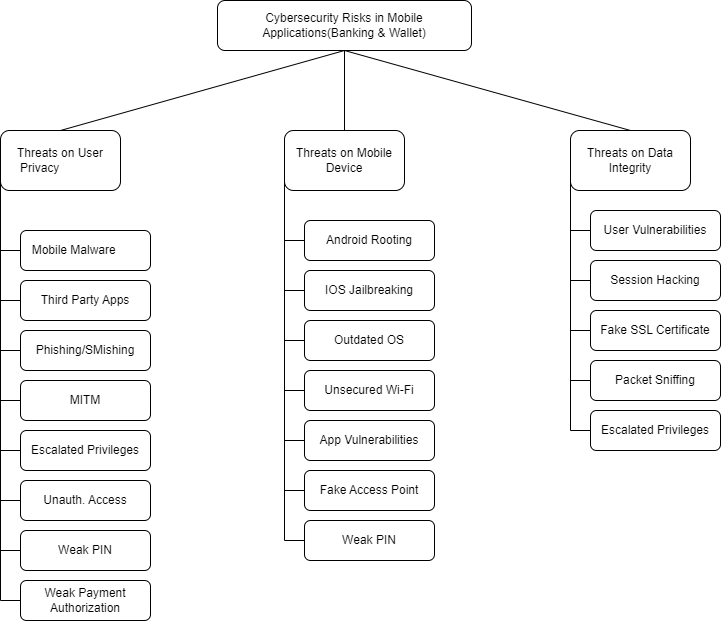 Cybersecurity Risks in Mobile
Applications(Banking & Wallet)
Threats on User
Privacy
Mobile Malware
Third Party Apps
Phishing/SMishing
MITM
Escalated Privileges
Unauth. Access
Weak PIN
Weak Payment
Authorization
Threats on Mobile
Device
Android Rooting
IOS Jailbreaking
Outdated OS
Unsecured Wi-Fi
App Vulnerabilities
Fake Access Point
Weak PIN
Threats on Data
Integrity
User Vulnerabilities
Session Hacking
Fake SSL Certificate
Packet Sniffing
Escalated Privileges